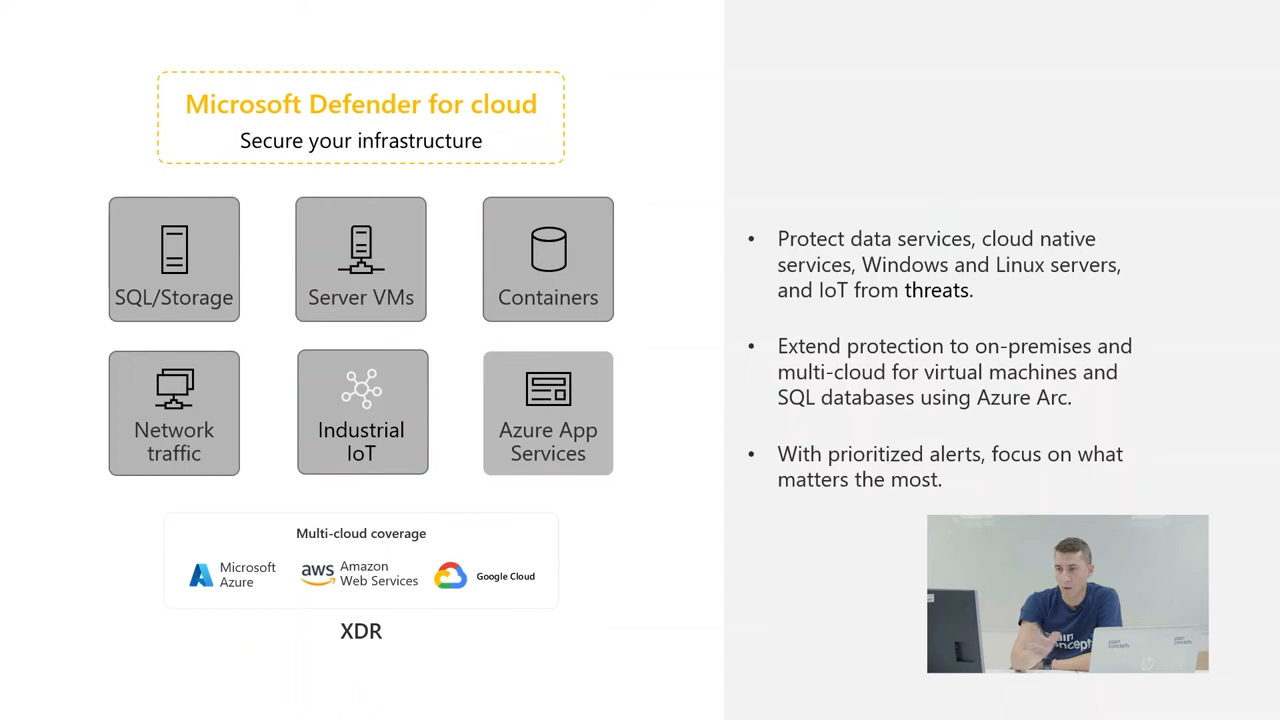 Microsoft Defender for cloud
Secure your infrastructure
SQL/Storage
Server VMs
Containers
Network
traffic
Industrial
IoT
Azure App
Services
Multi-cloud coverage
Microsoft
Azure
aws
Amazon
Web Services
Google Cloud
XDR
• Protect data services, cloud native
services, Windows and Linux servers,
and IoT from threats.
• Extend protection to on-premises and
multi-cloud for virtual machines and
SQL databases using Azure Arc.
• With prioritized alerts, focus on what
matters the most.
plain
concepts
hp